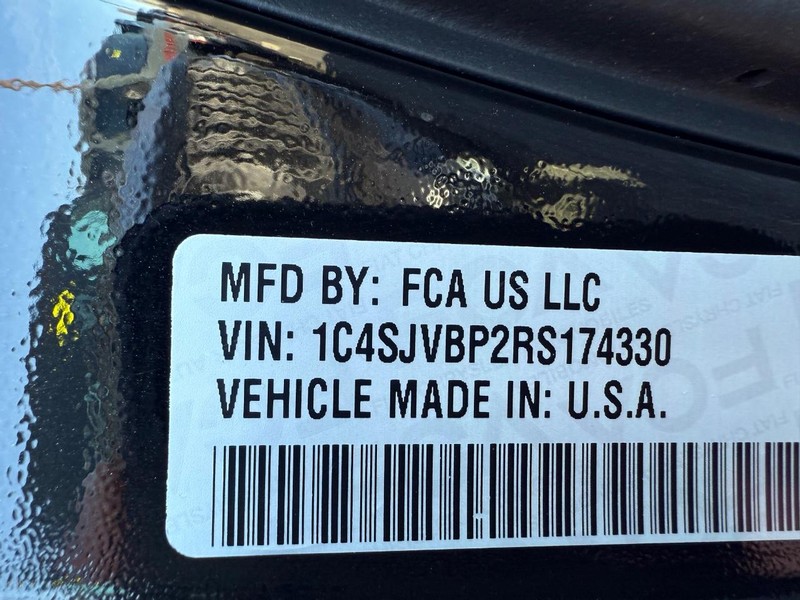 MFD BY: FCA US LLC
VIN: 1C4SJVBP2RS174330
VEHICLE MADE IN: U.S.A.